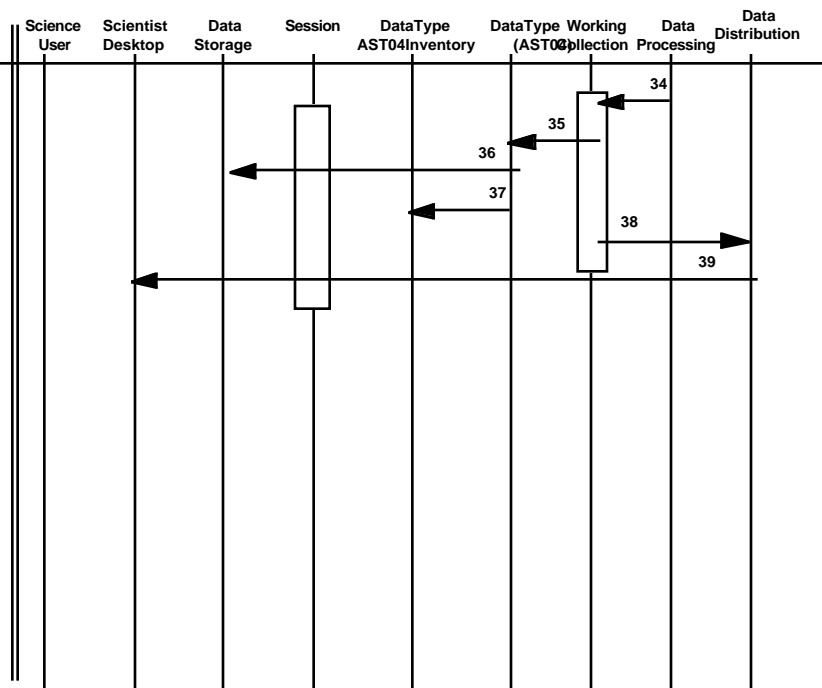 Science User
Scientist Desktop
Data Storage
Session
DataType AST04Inventory
DataType (AST04)
Working Collection
Data Processing
Data Distribution
34
35
36
37
38
39